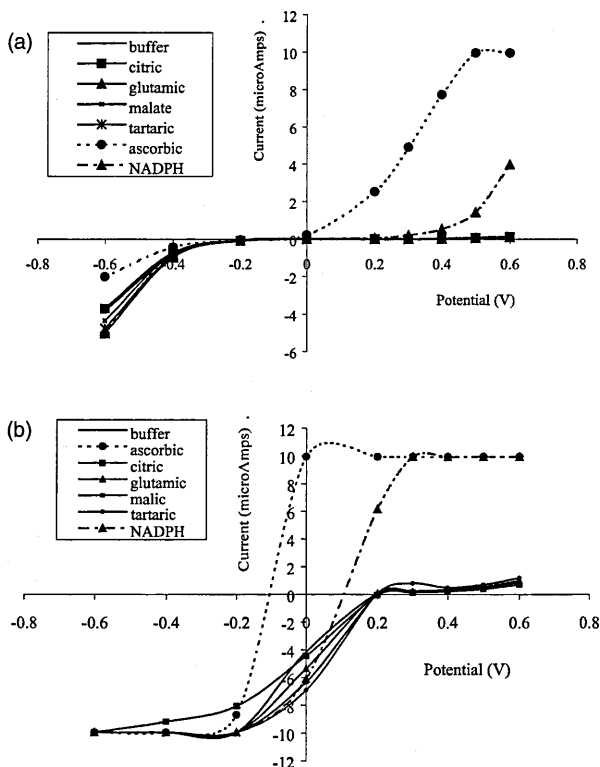 (a)
buffer
citric
glutamic
malate
tartaric
ascorbic
NADPH
Current (microAmps)
12
10
8
6
4
2
0
-2
-4
-6
-0.8
-0.6
-0.4
-0.2
0
0.2
0.4
0.6
0.8
Potential (V)
(b)
buffer
ascorbic
citric
glutamic
malic
tartaric
NADPH
Current (microAmps)
12
10
8
6
4
2
0
-2
-4
-6
-8
-10
-12
-0.8
-0.6
-0.4
-0.2
0
0.2
0.4
0.6
0.8
Potential (V)